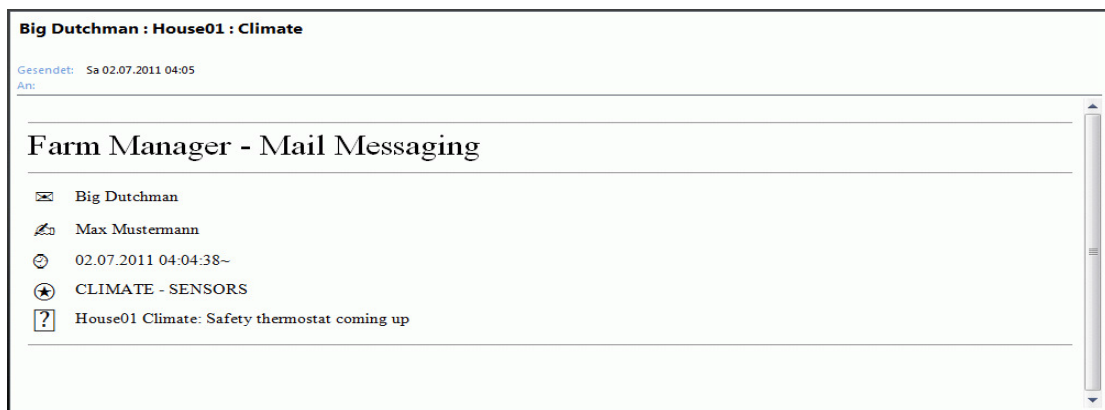 Big Dutchman : House01 : Climate
Gesendet: Sa 02.07.2011 04:05
An:
Farm Manager - Mail Messaging
Big Dutchman
Max Mustermann
02.07.2011 04:04:38~
CLIMATE - SENSORS
? House01 Climate: Safety thermostat coming up